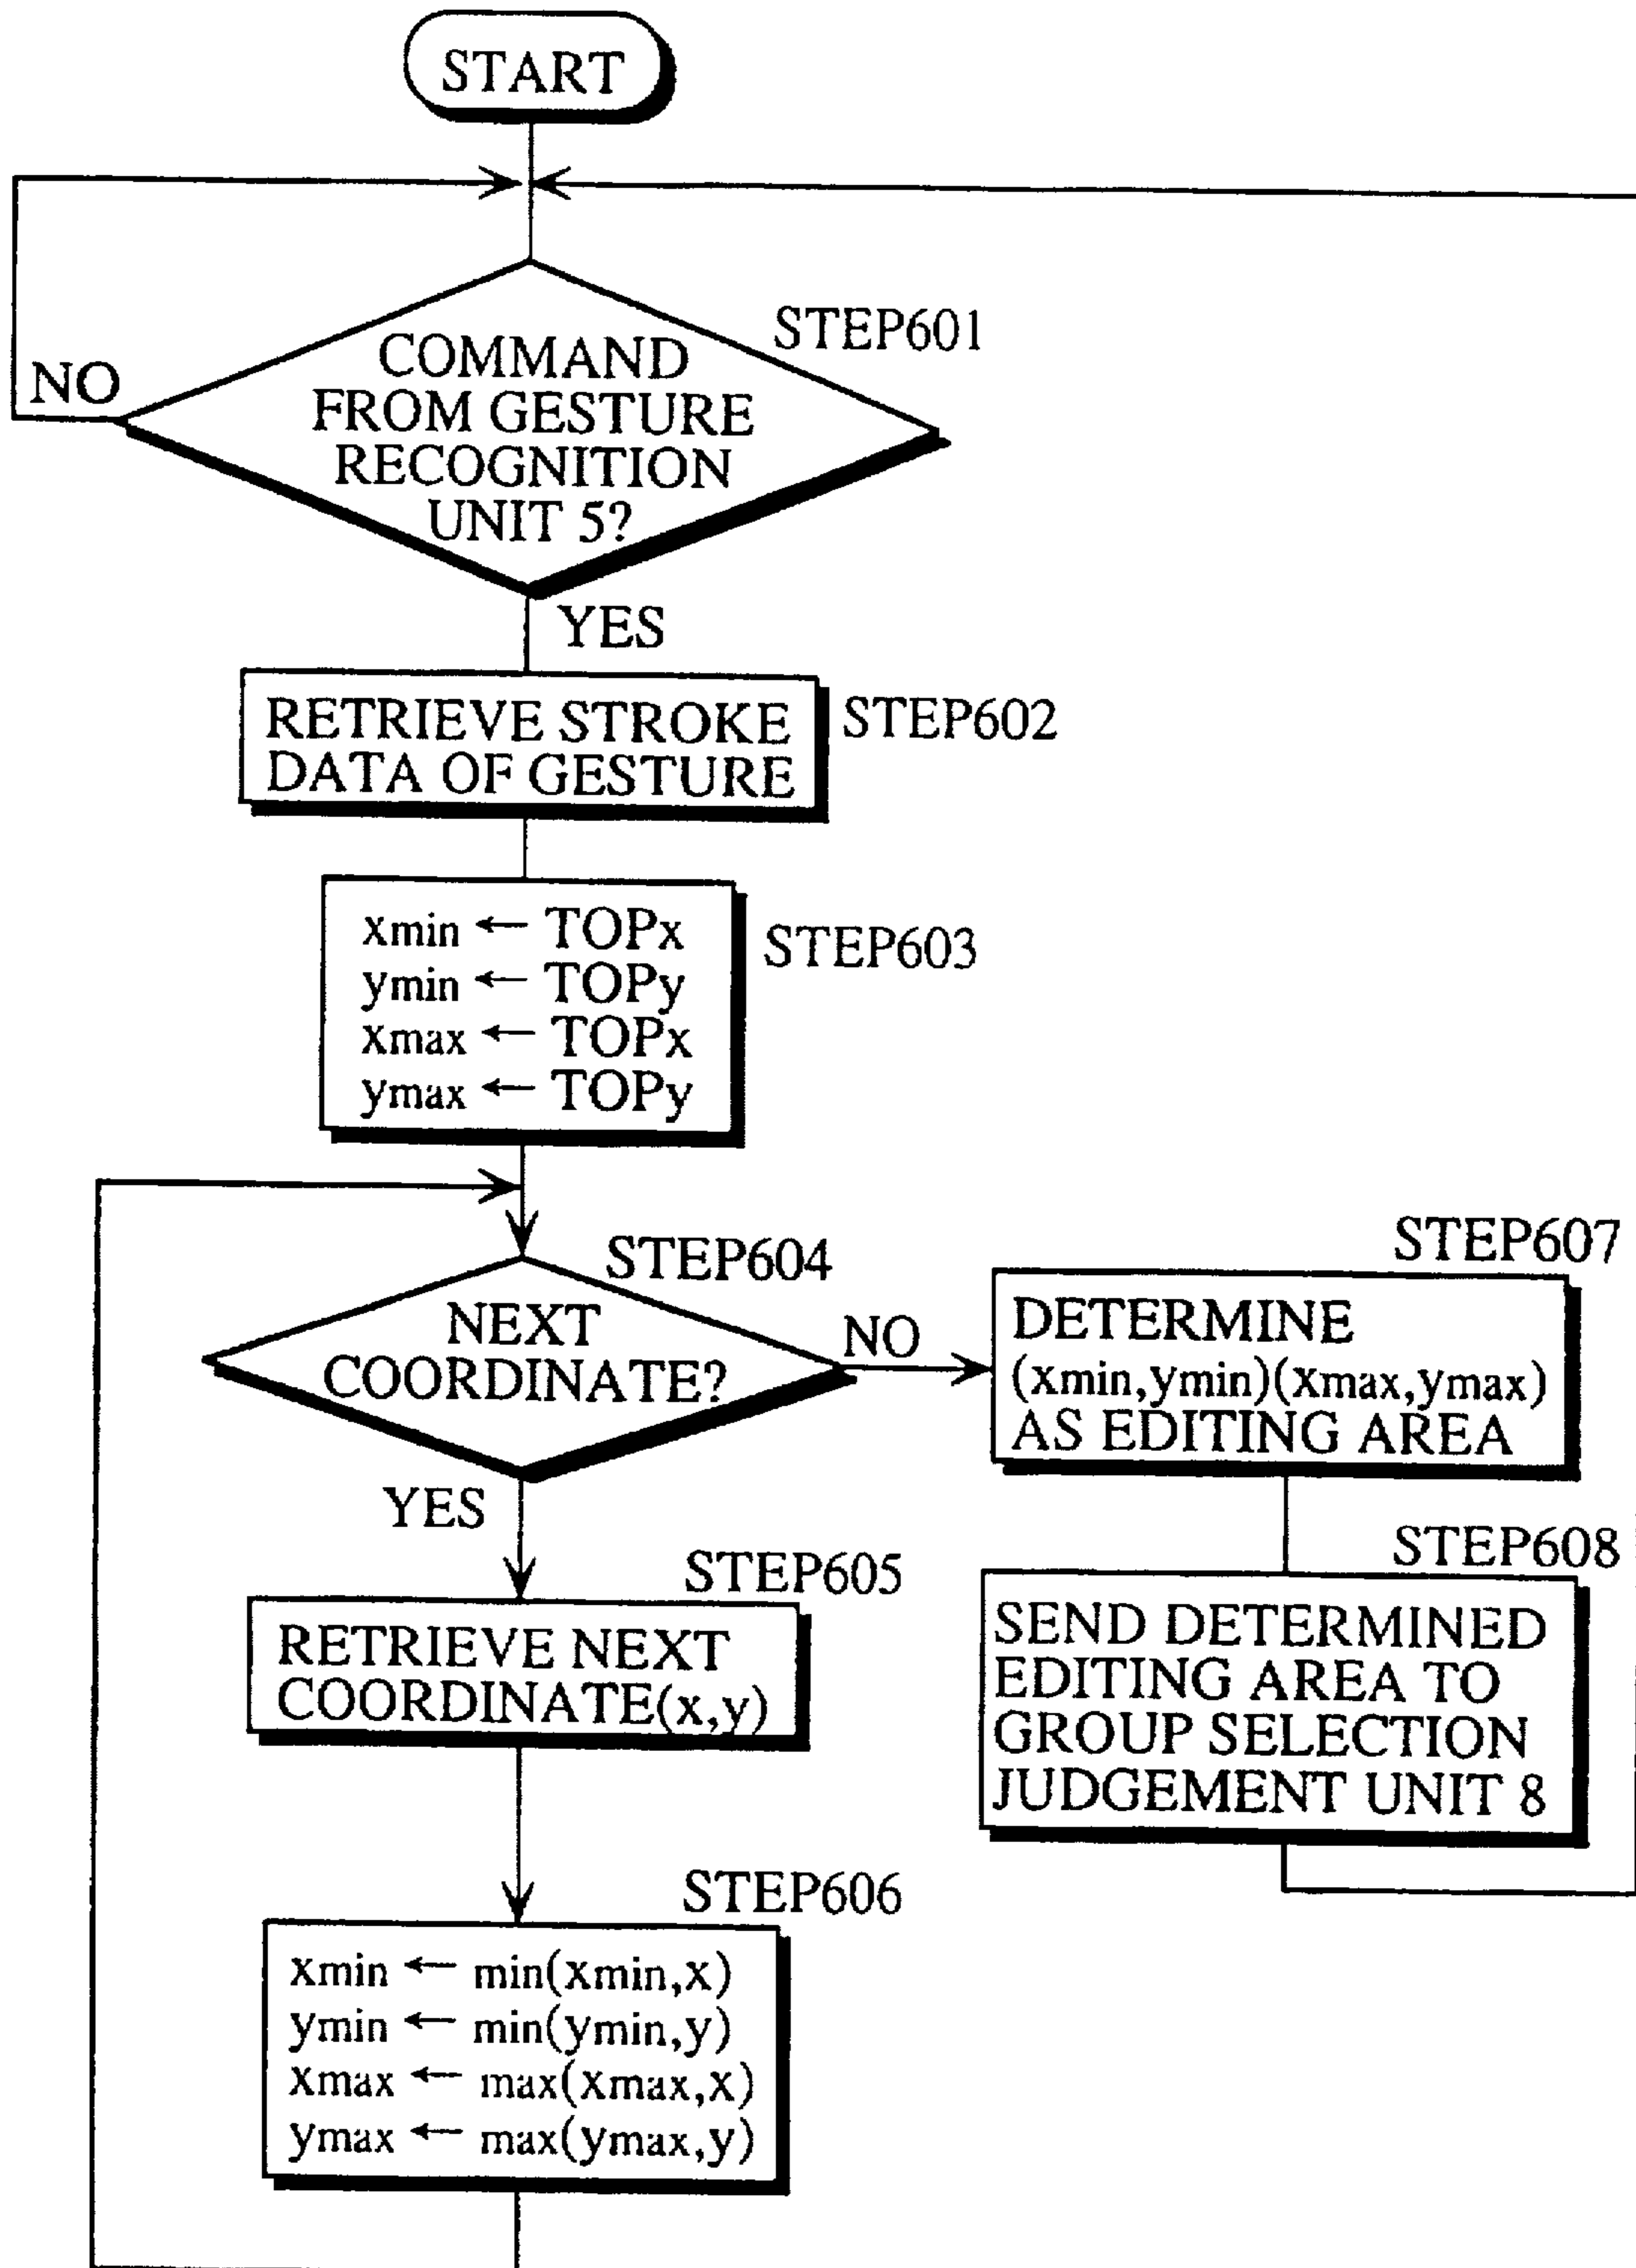 START
STEP601
COMMAND
FROM GESTURE
RECOGNITION
UNIT 5?
NO
YES
RETRIEVE STROKE
DATA OF GESTURE
STEP602
xmin ← TOPx
ymin ← TOPy
xmax ← TOPx
ymax ← TOPy
STEP603
STEP604
NEXT
COORDINATE?
NO
YES
STEP607
DETERMINE
(xmin,ymin)(xmax,ymax)
AS EDITING AREA
STEP605
RETRIEVE NEXT
COORDINATE(x,y)
STEP608
SEND DETERMINED
EDITING AREA TO
GROUP SELECTION
JUDGEMENT UNIT 8
STEP606
xmin ← min(xmin,x)
ymin ← min(ymin,y)
xmax ← max(xmax,x)
ymax ← max(ymax,y)